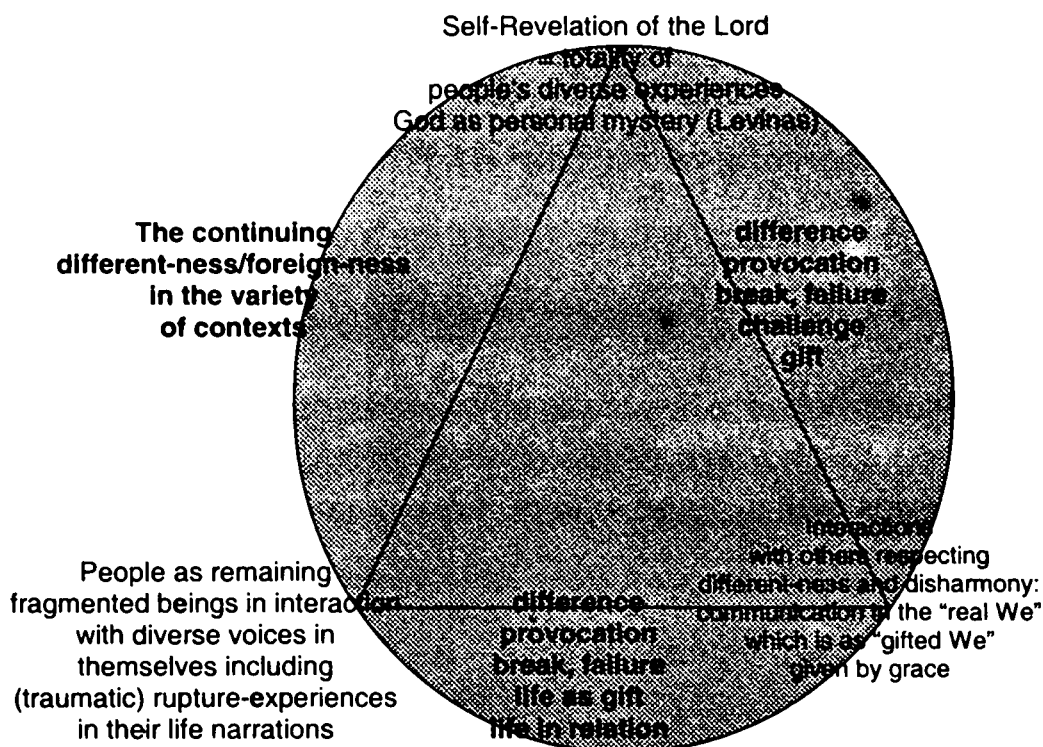 Self-Revelation of the Lord
= totality of
people's diverse experiences.
God as personal mystery (Levinas)
The continuing
different-ness/foreign-ness
in the variety
of contexts
difference
provocation
break, failure
challenge
gift
Interactions
with others respecting
different-ness and disharmony:
communication in the “real We”
which is as “gifted We”
given by grace
People as remaining
fragmented beings in interaction
with diverse voices in
themselves including
(traumatic) rupture-experiences
in their life narrations
difference
provocation
break, failure
life as gift
life in relation